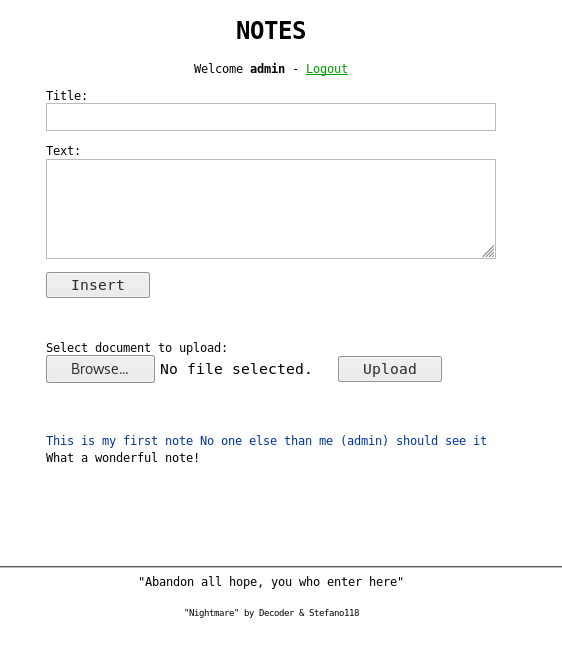 NOTES
Welcome admin - Logout
Title:
Text:
Insert
Select document to upload:
Browse... No file selected. Upload
This is my first note No one else than me (admin) should see it
What a wonderful note!
"Abandon all hope, you who enter here"
"Nightmare" by Decoder & Stefano118